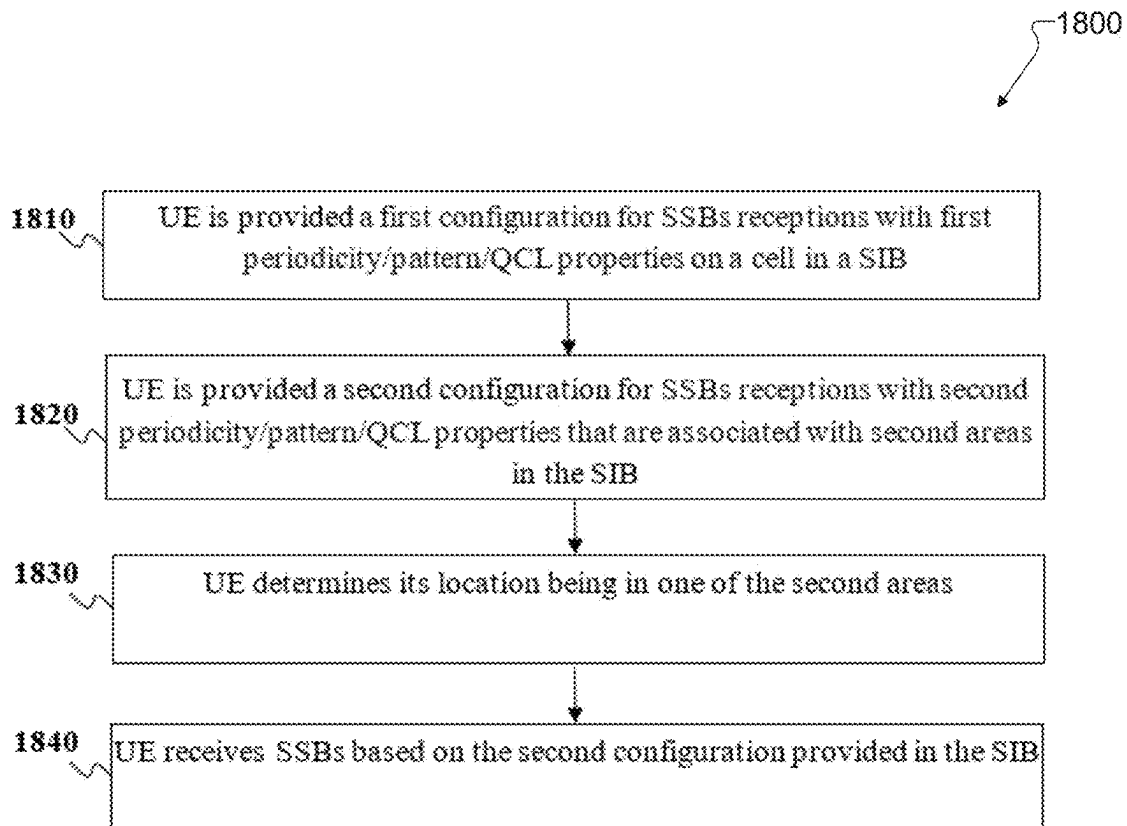 1800
1810
UE is provided a first configuration for SSBs receptions with first
periodicity/pattern/QCL properties on a cell in a SIB
1820
UE is provided a second configuration for SSBs receptions with second
periodicity/pattern/QCL properties that are associated with second areas
in the SIB
1830
UE determines its location being in one of the second areas
1840
UE receives SSBs based on the second configuration provided in the SIB